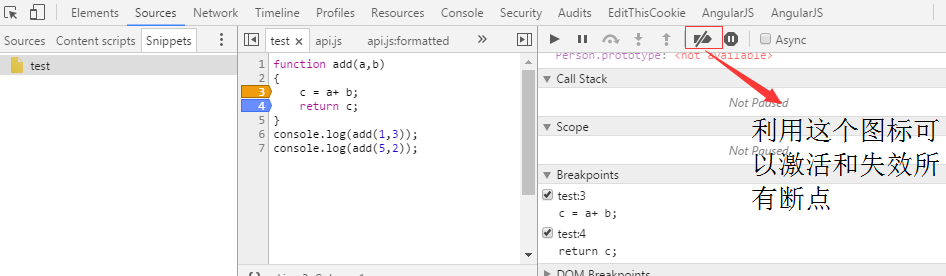 Elements Sources Network Timeline Profiles Resources Console Security Audits EditThisCookie AngularJS AngularJS
Sources Content scripts Snippets
test
test × api.js api.js:formatted »
Async
1 function add(a,b)
2 {
3 c = a+ b;
4 return c;
5 }
6 console.log(add(1,3));
7 console.log(add(5,2));
Person.prototype: <not available>
Call Stack
Not Paused
Scope
Not Paused
利用这个图标可
以激活和失效所
有断点
Breakpoints
test:3
c = a+ b;
test:4
return c;
DOM Breakpoints